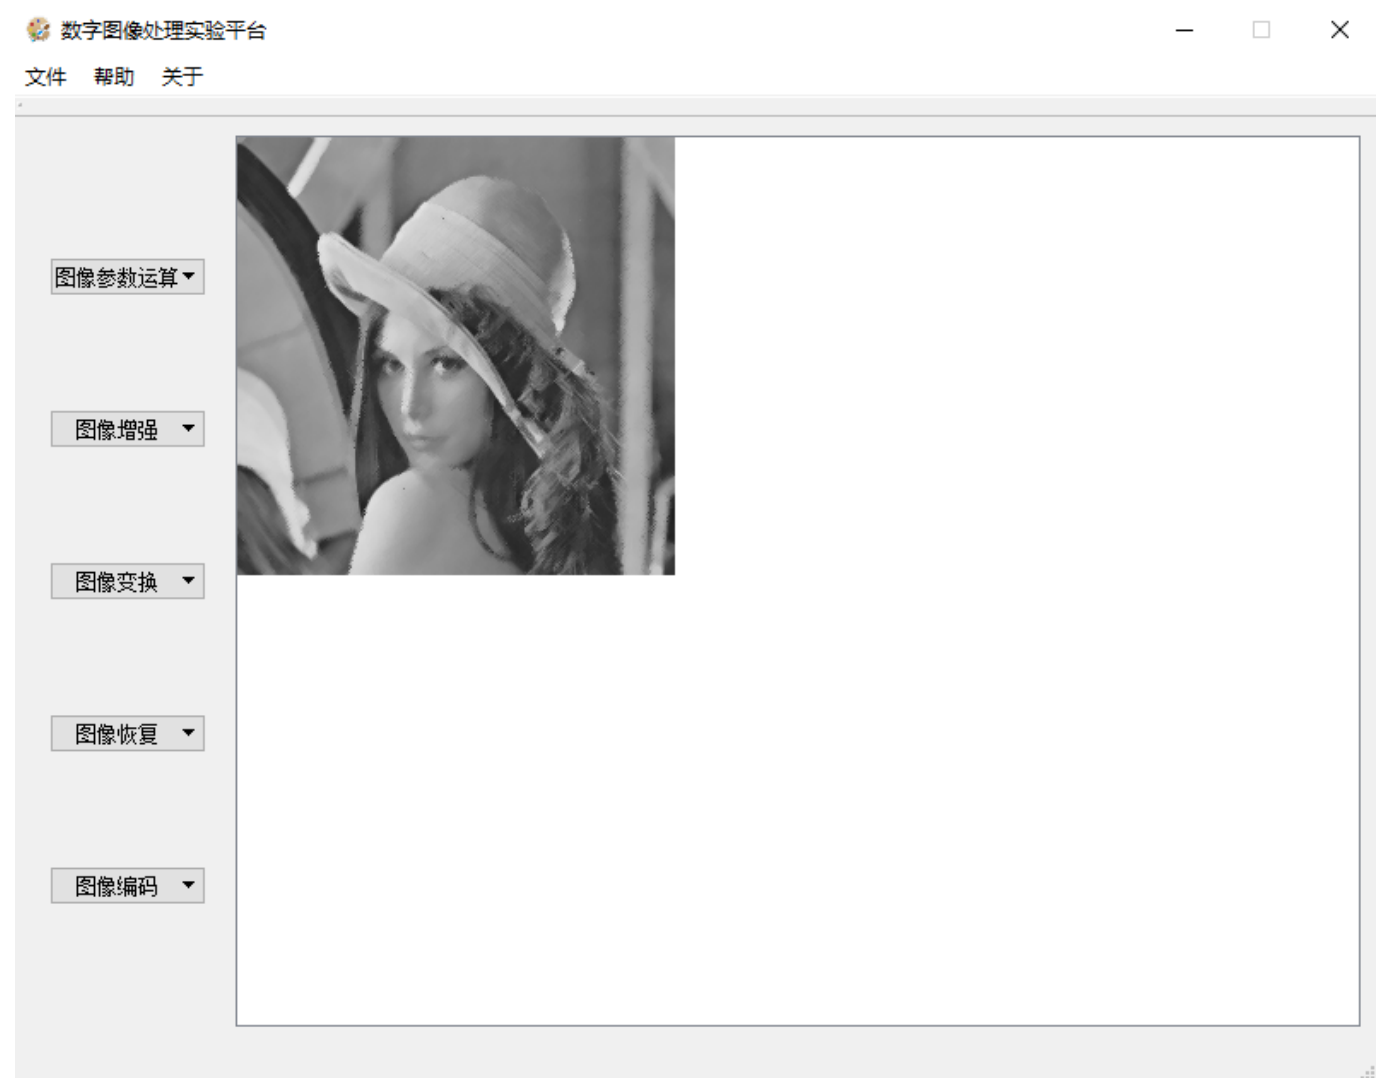 数字图像处理实验平台
文件 帮助 关于
图像参数运算
图像增强
图像变换
图像恢复
图像编码